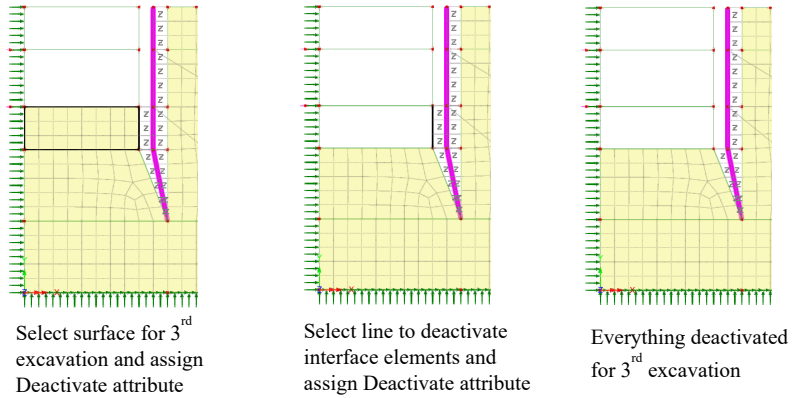 Select surface for 3rd
excavation and assign
Deactivate attribute
Select line to deactivate
interface elements and
assign Deactivate attribute
Everything deactivated
for 3rd excavation